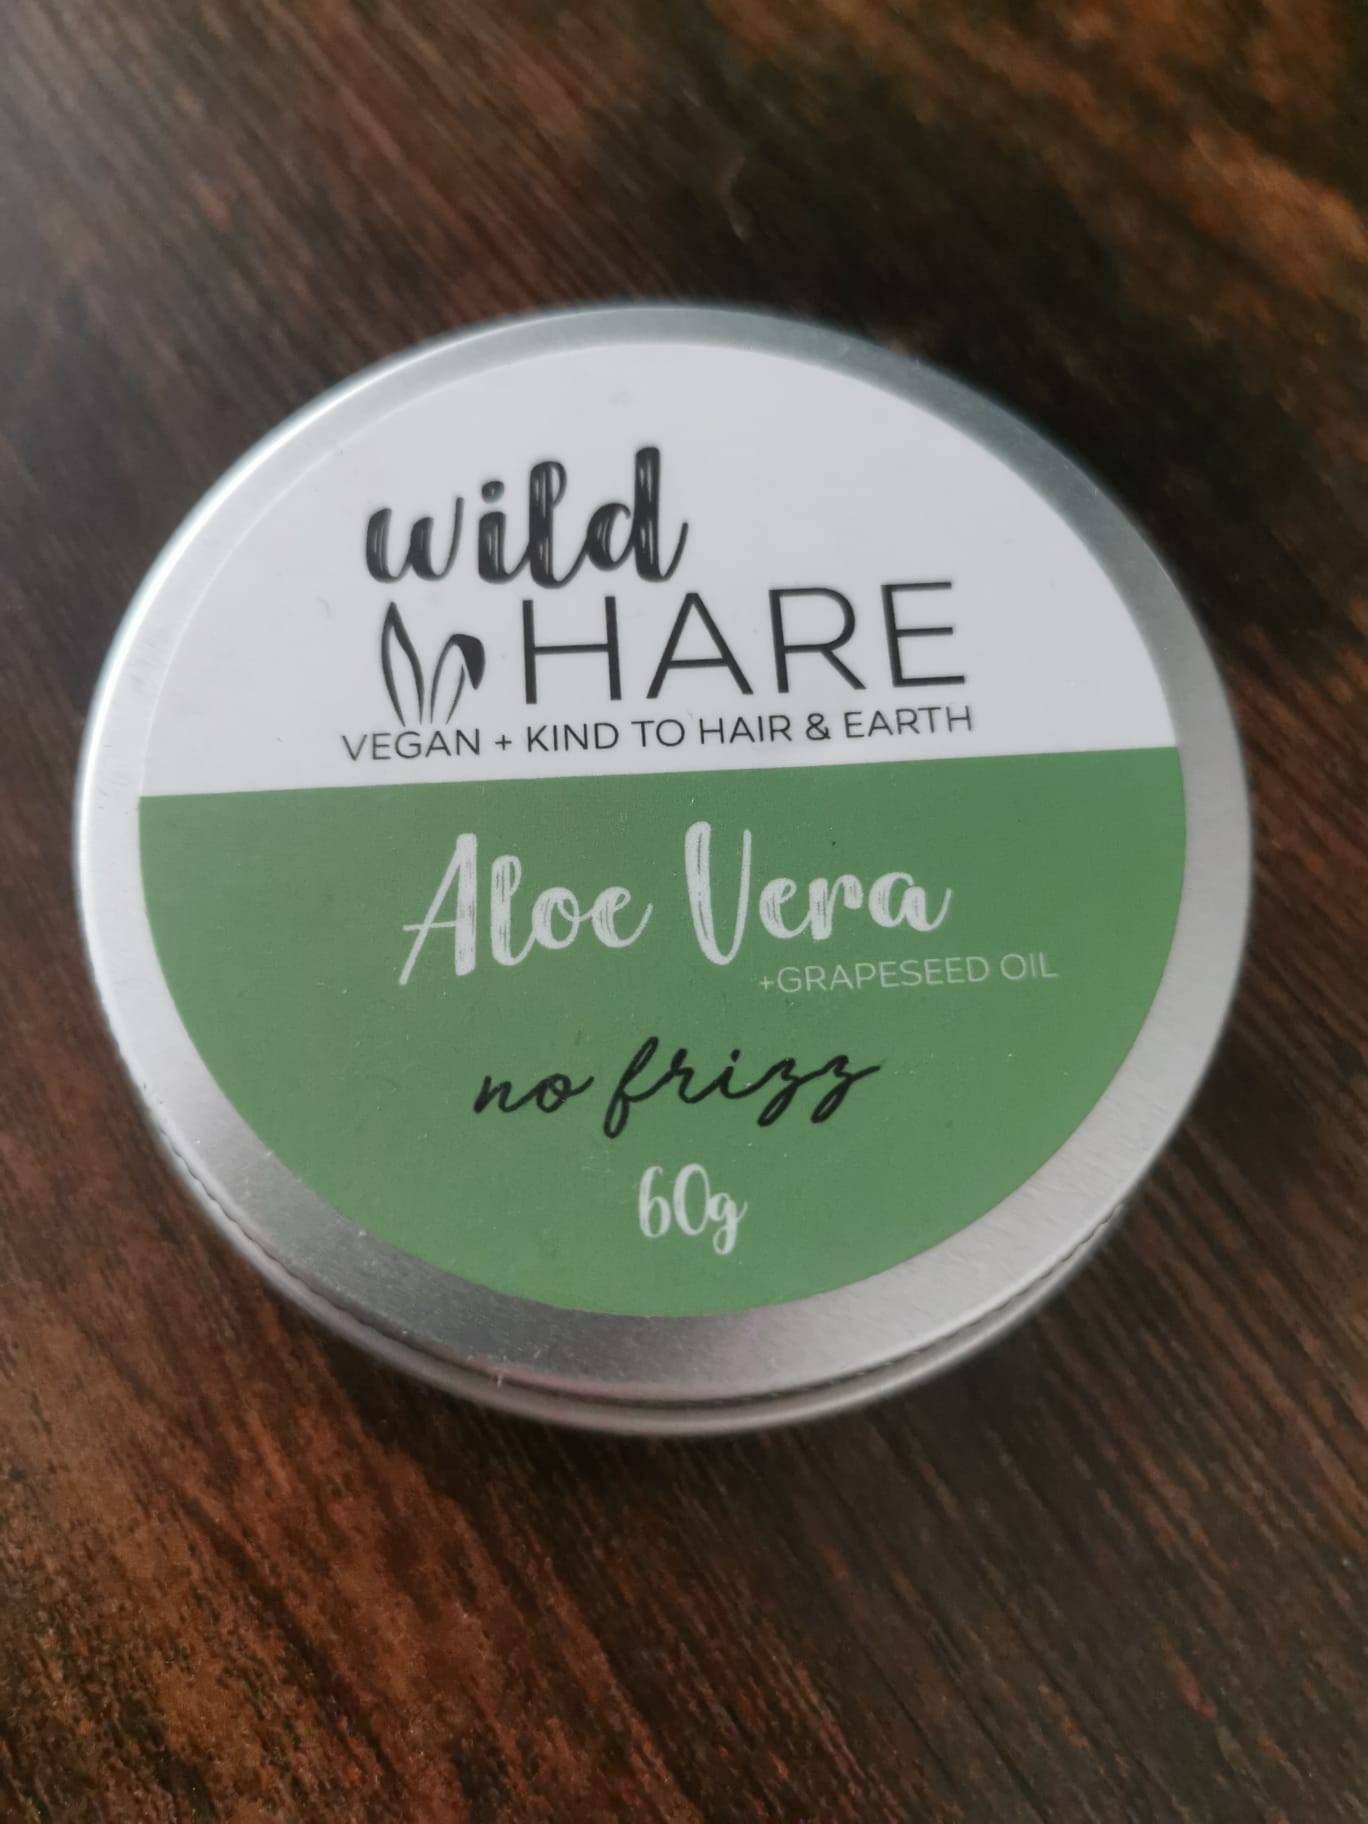 wild
HARE
VEGAN + KIND TO HAIR & EARTH
Aloe Vera
+GRAPESEED OIL
no frizz
60g